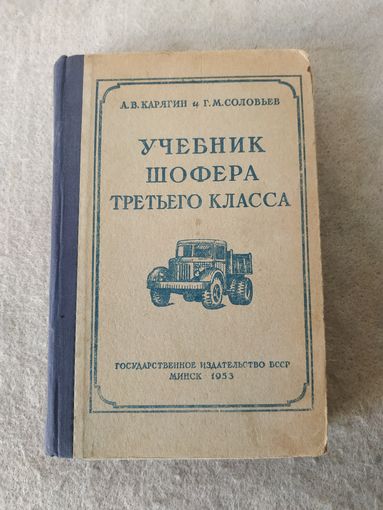 А. В. КАРЯГИН и Г. М. СОЛОВЬЕВ
УЧЕБНИК
ШОФЕРА
ТРЕТЬЕГО КЛАССА
ГОСУДАРСТВЕННОЕ ИЗДАТЕЛЬСТВО БССР
МИНСК — 1953